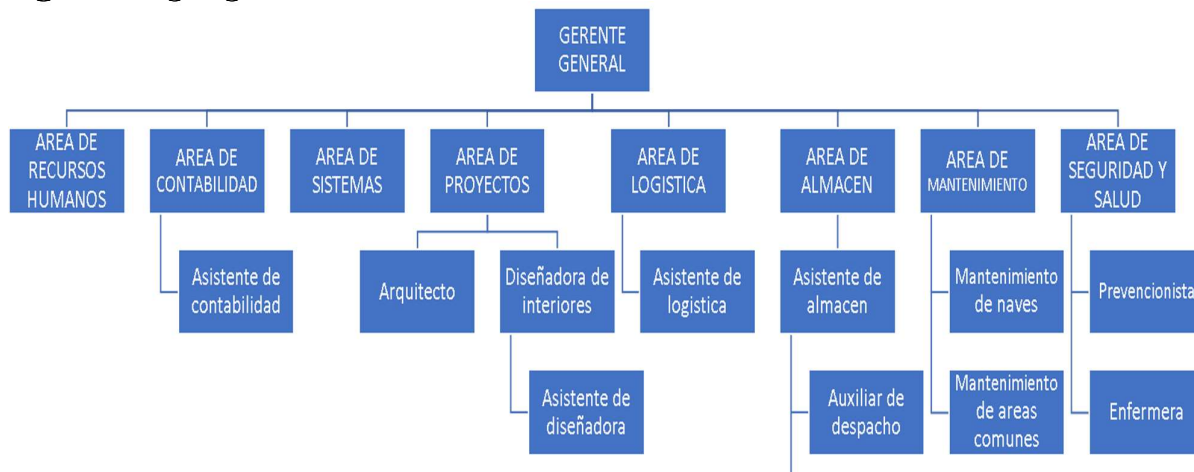 GERENTE
GENERAL
AREA DE
RECURSOS
HUMANOS
AREA DE
CONTABILIDAD
AREA DE
SISTEMAS
AREA DE
PROYECTOS
AREA DE
LOGISTICA
AREA DE
ALMACEN
AREA DE
MANTENIMIENTO
AREA DE
SEGURIDAD Y
SALUD
Asistente de
contabilidad
Arquitecto
Diseñadora de
interiores
Asistente de
logistica
Asistente de
almacen
Mantenimiento
de naves
Prevencionista
Asistente de
diseñadora
Auxiliar de
despacho
Mantenimiento
de areas
comunes
Enfermera